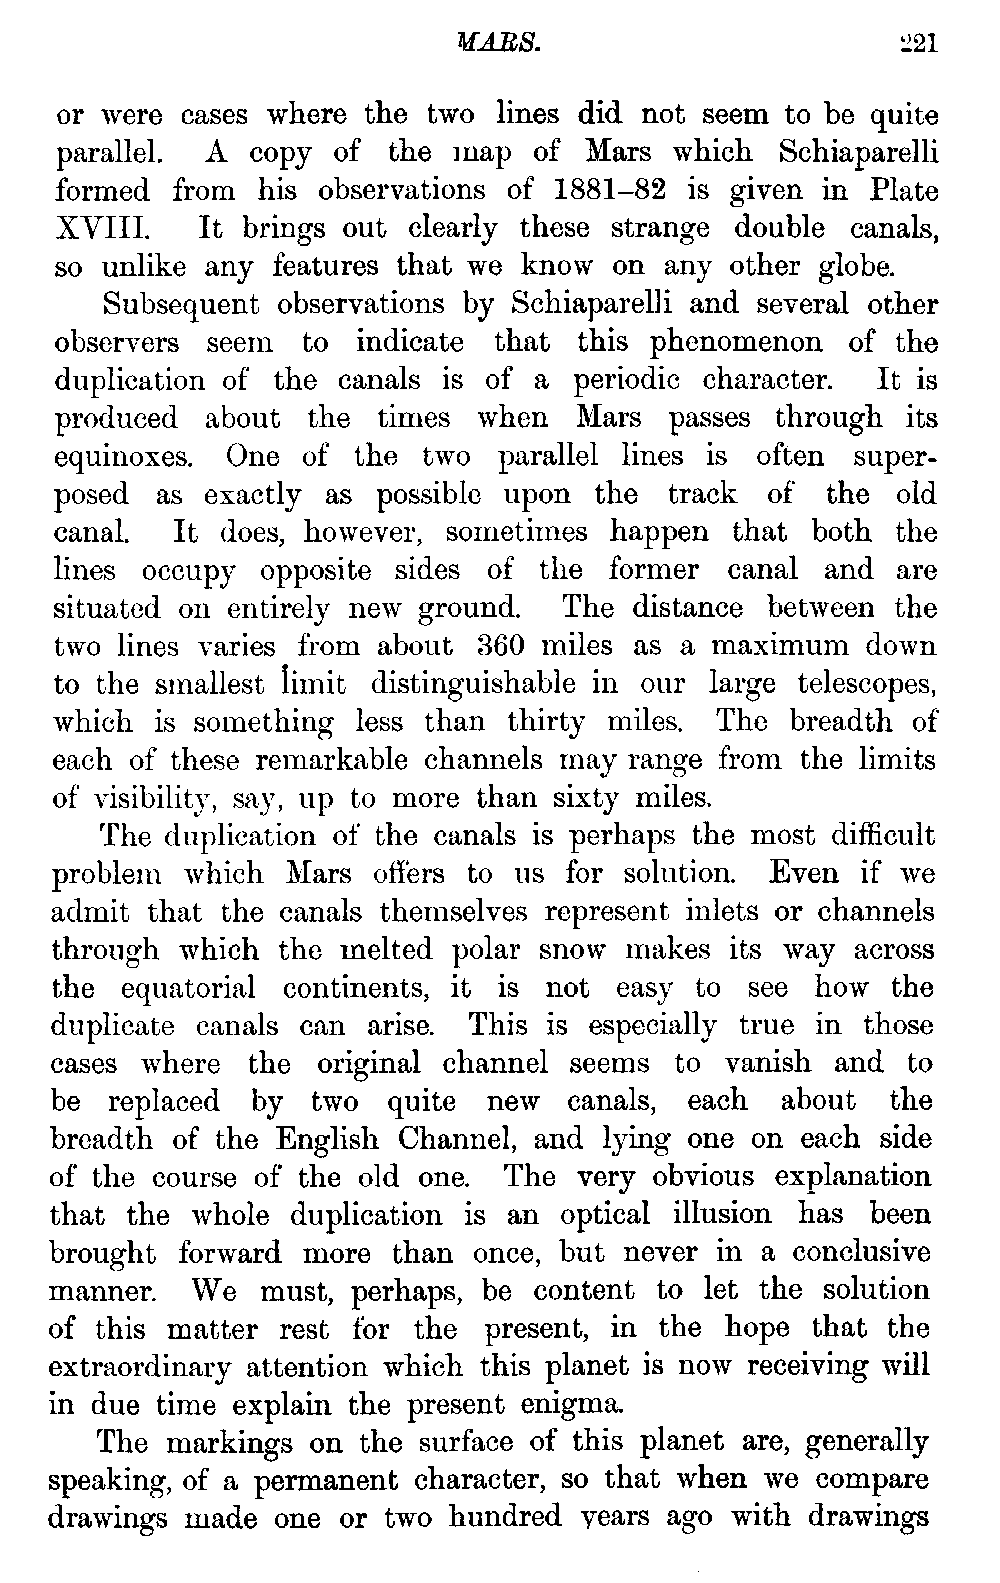 MARS. 221
or were cases where the two lines did not seem to be quite
parallel. A copy of the map of Mars which Schiaparelli
formed from his observations of 1881–82 is given in Plate
XVIII. It brings out clearly these strange double canals,
so unlike any features that we know on any other globe.
Subsequent observations by Schiaparelli and several other
observers seem to indicate that this phenomenon of the
duplication of the canals is of a periodic character. It is
produced about the times when Mars passes through its
equinoxes. One of the two parallel lines is often super-
posed as exactly as possible upon the track of the old
canal. It does, however, sometimes happen that both the
lines occupy opposite sides of the former canal and are
situated on entirely new ground. The distance between the
two lines varies from about 360 miles as a maximum down
to the smallest limit distinguishable in our large telescopes,
which is something less than thirty miles. The breadth of
each of these remarkable channels may range from the limits
of visibility, say, up to more than sixty miles.
The duplication of the canals is perhaps the most difficult
problem which Mars offers to us for solution. Even if we
admit that the canals themselves represent inlets or channels
through which the melted polar snow makes its way across
the equatorial continents, it is not easy to see how the
duplicate canals can arise. This is especially true in those
cases where the original channel seems to vanish and to
be replaced by two quite new canals, each about the
breadth of the English Channel, and lying one on each side
of the course of the old one. The very obvious explanation
that the whole duplication is an optical illusion has been
brought forward more than once, but never in a conclusive
manner. We must, perhaps, be content to let the solution
of this matter rest for the present, in the hope that the
extraordinary attention which this planet is now receiving will
in due time explain the present enigma.
The markings on the surface of this planet are, generally
speaking, of a permanent character, so that when we compare
drawings made one or two hundred years ago with drawings